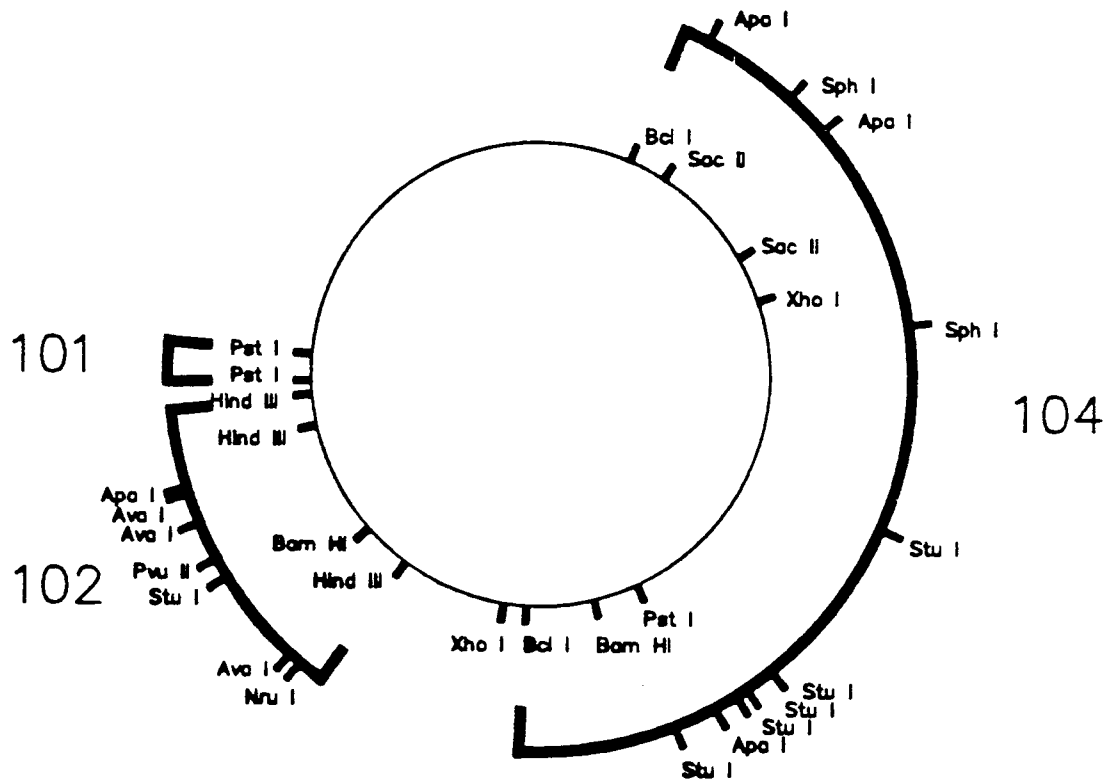 Apa I
Sph I
Apa I
Bcl I
Sac II
Sac II
Xho I
Sph I
101
Pst I
Pst I
Hind III
Hind III
104
Apa I
Ava I
Ava I
Pvu II
Stu I
102
Bam HI
Hind III
Stu I
Pst I
Xho I
Bcl I
Bam HI
Ava I
Nru I
Stu I
Stu I
Stu I
Apa I
Stu I